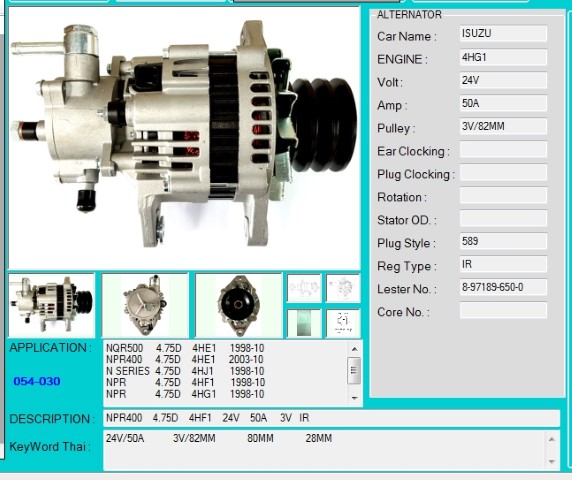 ALTERNATOR
Car Name : ISUZU
ENGINE : 4HG1
Volt : 24V
Amp : 50A
Pulley : 3V/82MM
Ear Clocking :
Plug Clocking :
Rotation :
Stator OD. :
Plug Style : 589
Reg Type : IR
Lester No. : 8-97189-650-0
Core No. :
APPLICATION :
054-030
NQR500 4.75D 4HE1 1998-10
NPR400 4.75D 4HE1 2003-10
N SERIES 4.75D 4HJ1 1998-10
NPR 4.75D 4HF1 1998-10
NPR 4.75D 4HG1 1998-10
DESCRIPTION : NPR400 4.75D 4HF1 24V 50A 3V IR
KeyWord Thai : 24V/50A 3V/82MM 80MM 28MM